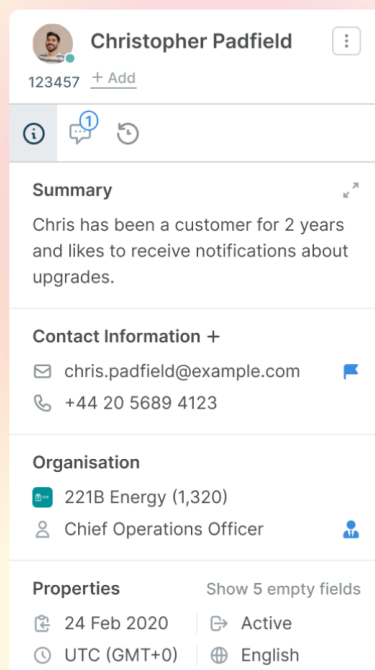 Christopher Padfield
123457 + Add
1
Summary
Chris has been a customer for 2 years
and likes to receive notifications about
upgrades.
Contact Information +
chris.padfield@example.com
+44 20 5689 4123
Organisation
221B Energy (1,320)
Chief Operations Officer
Properties Show 5 empty fields
24 Feb 2020 Active
UTC (GMT+0) English